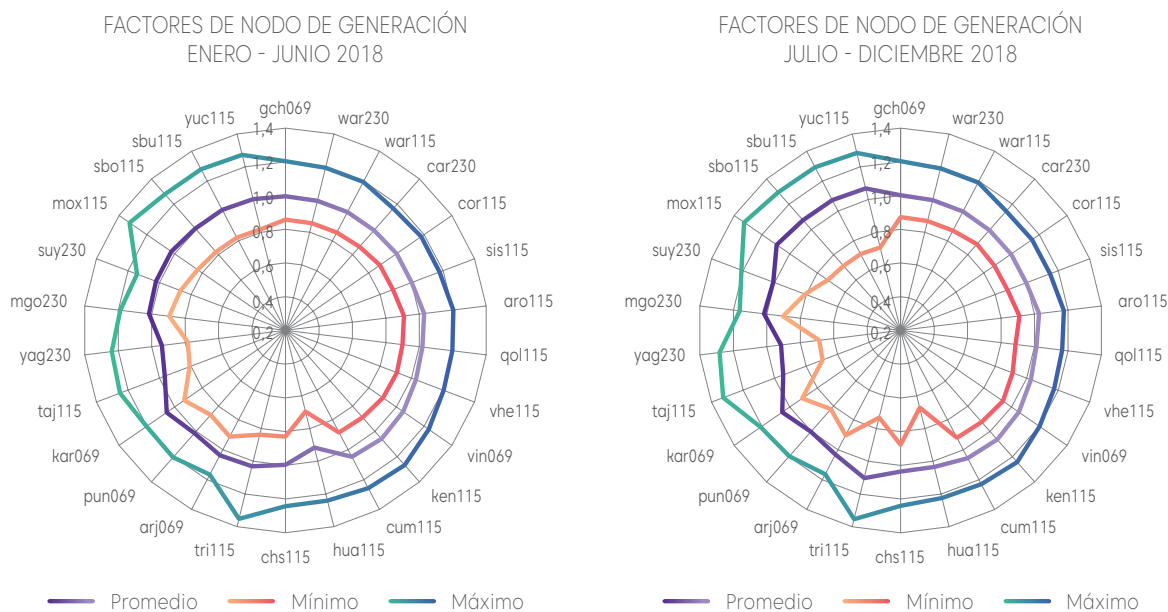 FACTORES DE NODO DE GENERACIÓN
ENERO - JUNIO 2018
gch069
war230
war115
car230
cor115
sis115
aro115
qol115
vhe115
vin069
ken115
cum115
hua115
chs115
tri115
arj069
pun069
kar069
taj115
yag230
mgo230
suy230
mox115
sbo115
sbu115
yuc115
1,4
1,2
1,0
0,8
0,6
0,4
0,2
Promedio
Mínimo
Máximo
FACTORES DE NODO DE GENERACIÓN
JULIO - DICIEMBRE 2018
gch069
war230
war115
car230
cor115
sis115
aro115
qol115
vhe115
vin069
ken115
cum115
hua115
chs115
tri115
arj069
pun069
kar069
taj115
yag230
mgo230
suy230
mox115
sbo115
sbu115
yuc115
1,4
1,2
1,0
0,8
0,6
0,4
0,2
Promedio
Mínimo
Máximo